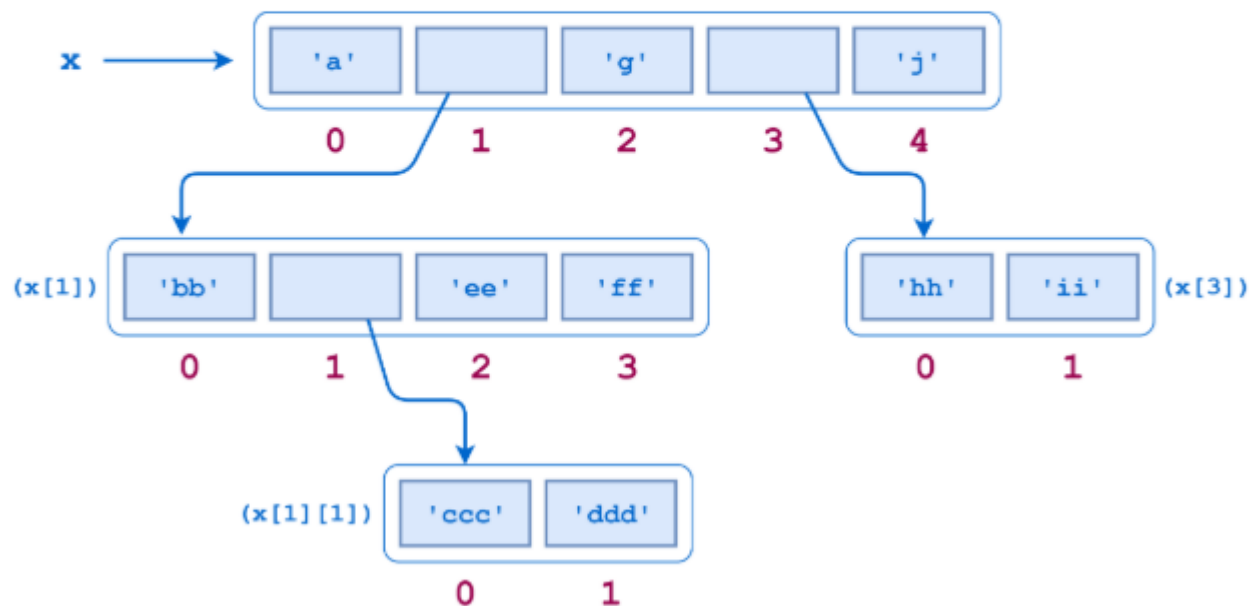 x 'a' 'g' 'j'
0 1 2 3 4
(x[1]) 'bb' 'ee' 'ff' 'hh' 'ii' (x[3])
0 1 2 3 0 1
(x[1][1]) 'ccc' 'ddd'
0 1